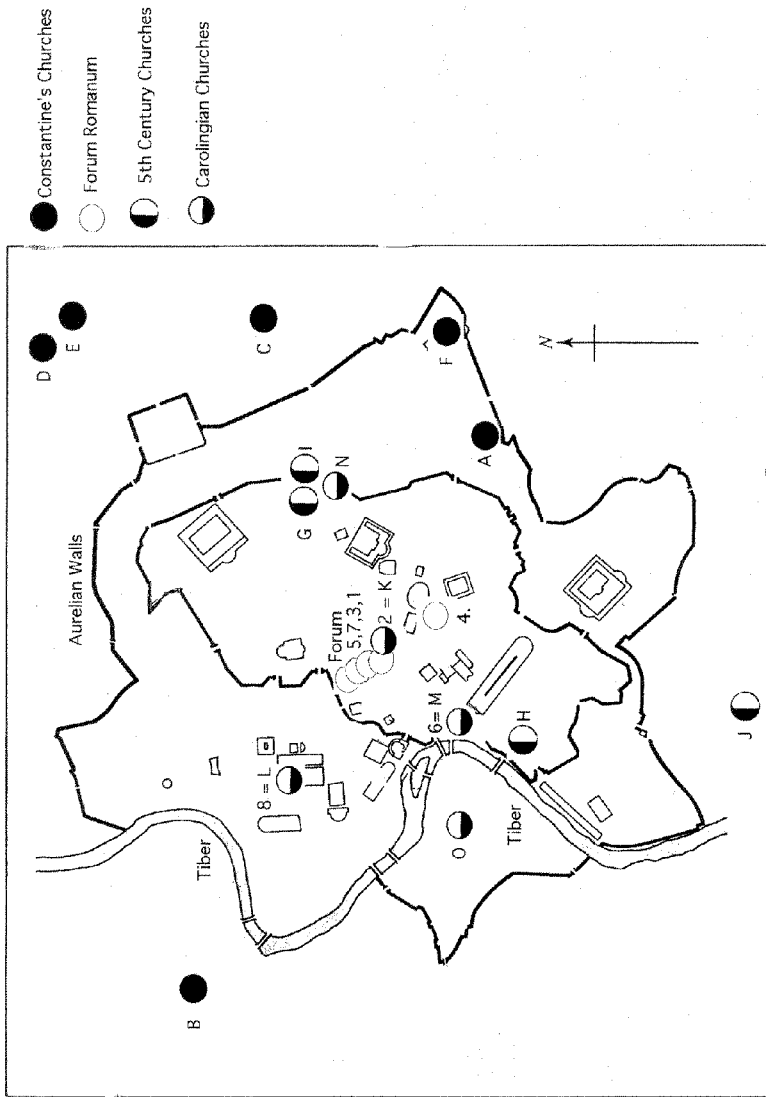 Constantine's Churches
Forum Romanum
5th Century Churches
Carolingian Churches
D
E
C
F
N
A
Aurelian Walls
I
N
G
Forum
5,7,3,1
2 = K
4.
6 = M
H
J
8 = L
O
Tiber
Tiber
B